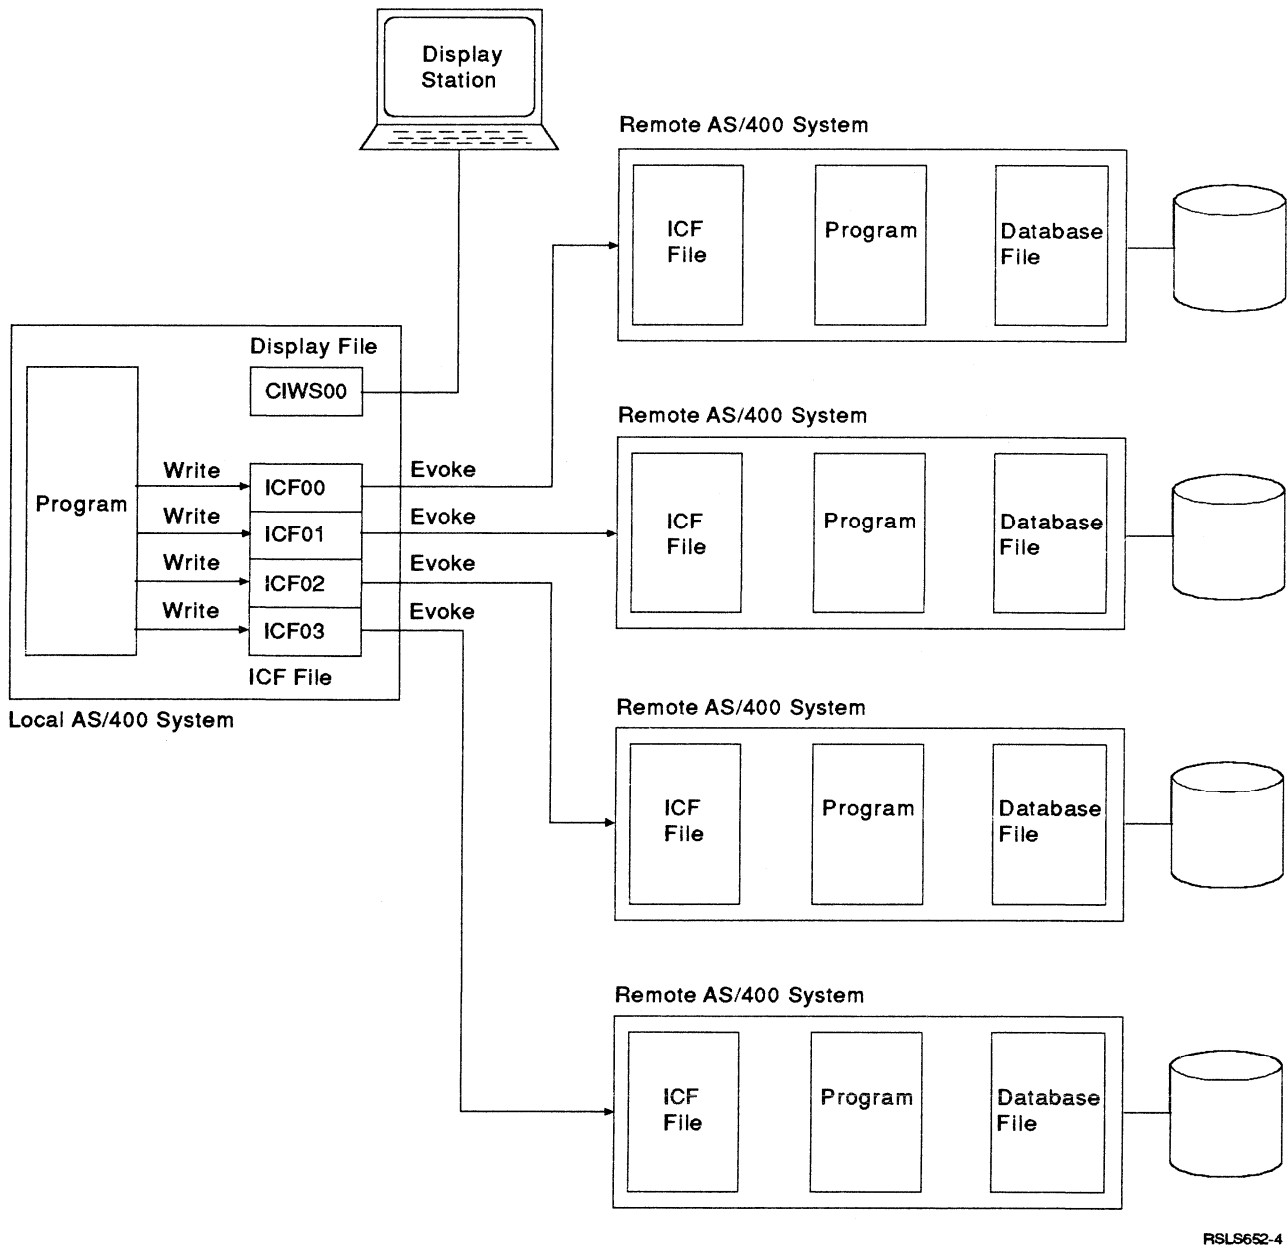 Display
Station
Remote AS/400 System
ICF
File
Program
Database
File
Display File
CIWS00
Remote AS/400 System
ICF
File
Program
Database
File
Program
Write
ICF00
Evoke
Write
ICF01
Evoke
Write
ICF02
Evoke
Write
ICF03
Evoke
ICF File
Local AS/400 System
Remote AS/400 System
ICF
File
Program
Database
File
Remote AS/400 System
ICF
File
Program
Database
File
RSLS652-4